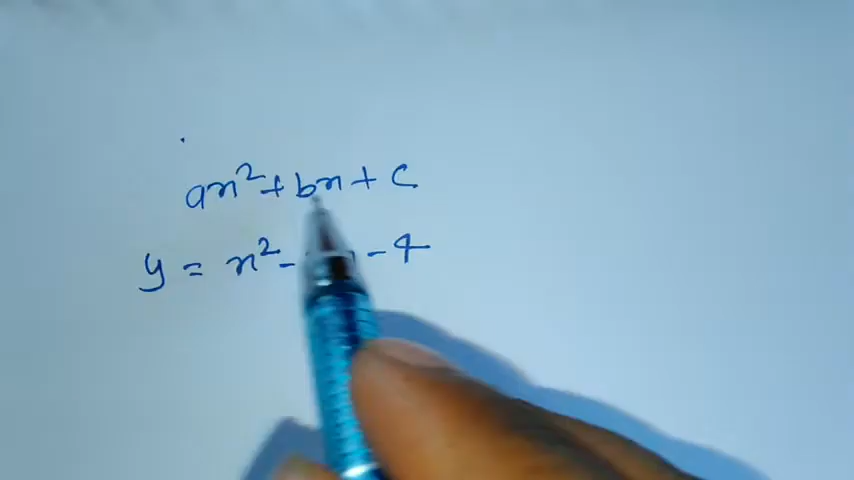 ax² + bx + c
y = x² - x - 4